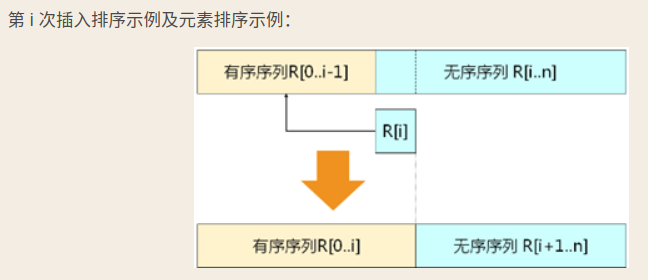 第 i 次插入排序示例及元素排序示例：
有序序列R[0..i-1]
无序序列 R[i..n]
R[i]
有序序列R[0..i]
无序序列 R[i+1..n]